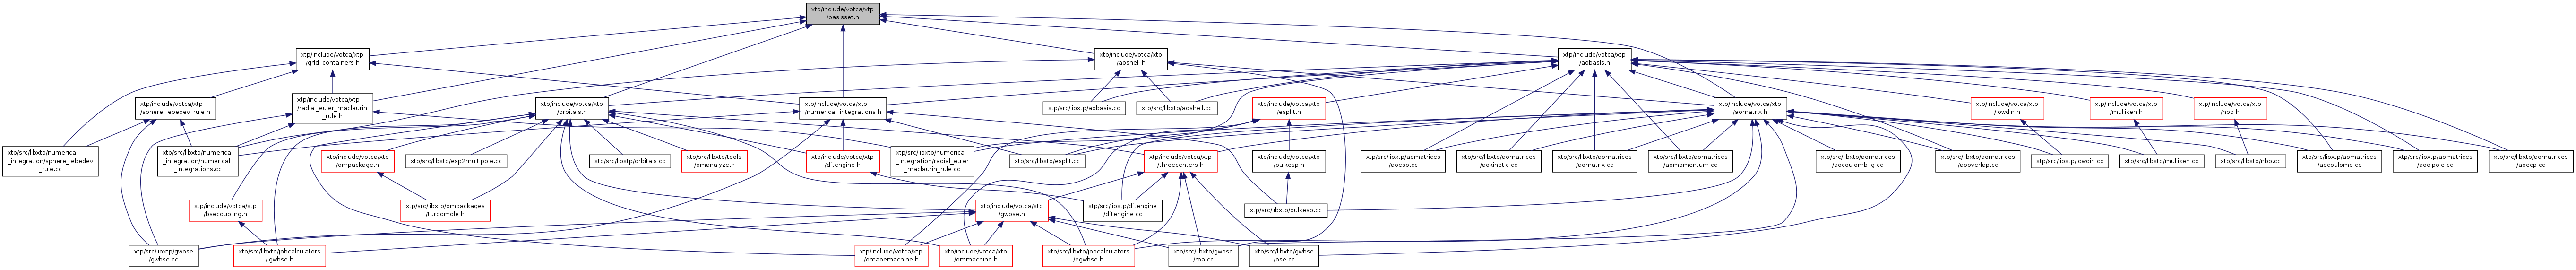 xtp/include/votca/xtp
/basisset.h
xtp/include/votca/xtp
/grid_containers.h
xtp/include/votca/xtp
/aoshell.h
xtp/include/votca/xtp
/aobasis.h
xtp/include/votca/xtp
/sphere_lebedev_rule.h
xtp/include/votca/xtp
/radial_euler_maclaurin
_rule.h
xtp/include/votca/xtp
/orbitals.h
xtp/include/votca/xtp
/numerical_integrations.h
xtp/src/libxtp/aobasis.cc
xtp/src/libxtp/aoshell.cc
xtp/include/votca/xtp
/espfit.h
xtp/include/votca/xtp
/aomatrix.h
xtp/include/votca/xtp
/lowdin.h
xtp/include/votca/xtp
/mulliken.h
xtp/include/votca/xtp
/nbo.h
xtp/src/libxtp/numerical
_integration/sphere_lebedev
_rule.cc
xtp/src/libxtp/numerical
_integration/numerical
_integrations.cc
xtp/include/votca/xtp
/qmpackage.h
xtp/src/libxtp/esp2multipole.cc
xtp/src/libxtp/orbitals.cc
xtp/src/libxtp/tools
/qmanalyze.h
xtp/include/votca/xtp
/dftengine.h
xtp/src/libxtp/numerical
_integration/radial_euler
_maclaurin_rule.cc
xtp/src/libxtp/espfit.cc
xtp/include/votca/xtp
/threecenters.h
xtp/include/votca/xtp
/bulkesp.h
xtp/src/libxtp/aomatrices
/aoesp.cc
xtp/src/libxtp/aomatrices
/aokinetic.cc
xtp/src/libxtp/aomatrices
/aomatrix.cc
xtp/src/libxtp/aomatrices
/aomomentum.cc
xtp/src/libxtp/aomatrices
/aocoulomb_g.cc
xtp/src/libxtp/aomatrices
/aooverlap.cc
xtp/src/libxtp/lowdin.cc
xtp/src/libxtp/mulliken.cc
xtp/src/libxtp/nbo.cc
xtp/src/libxtp/aomatrices
/aocoulomb.cc
xtp/src/libxtp/aomatrices
/aodipole.cc
xtp/src/libxtp/aomatrices
/aoecp.cc
xtp/include/votca/xtp
/bsecoupling.h
xtp/src/libxtp/qmpackages
/turbomole.h
xtp/include/votca/xtp
/gwbse.h
xtp/src/libxtp/dftengine
/dftengine.cc
xtp/src/libxtp/bulkesp.cc
xtp/src/libxtp/gwbse
/gwbse.cc
xtp/src/libxtp/jobcalculators
/igwbse.h
xtp/include/votca/xtp
/qmapemachine.h
xtp/include/votca/xtp
/qmmachine.h
xtp/src/libxtp/jobcalculators
/egwbse.h
xtp/src/libxtp/gwbse
/rpa.cc
xtp/src/libxtp/gwbse
/bse.cc